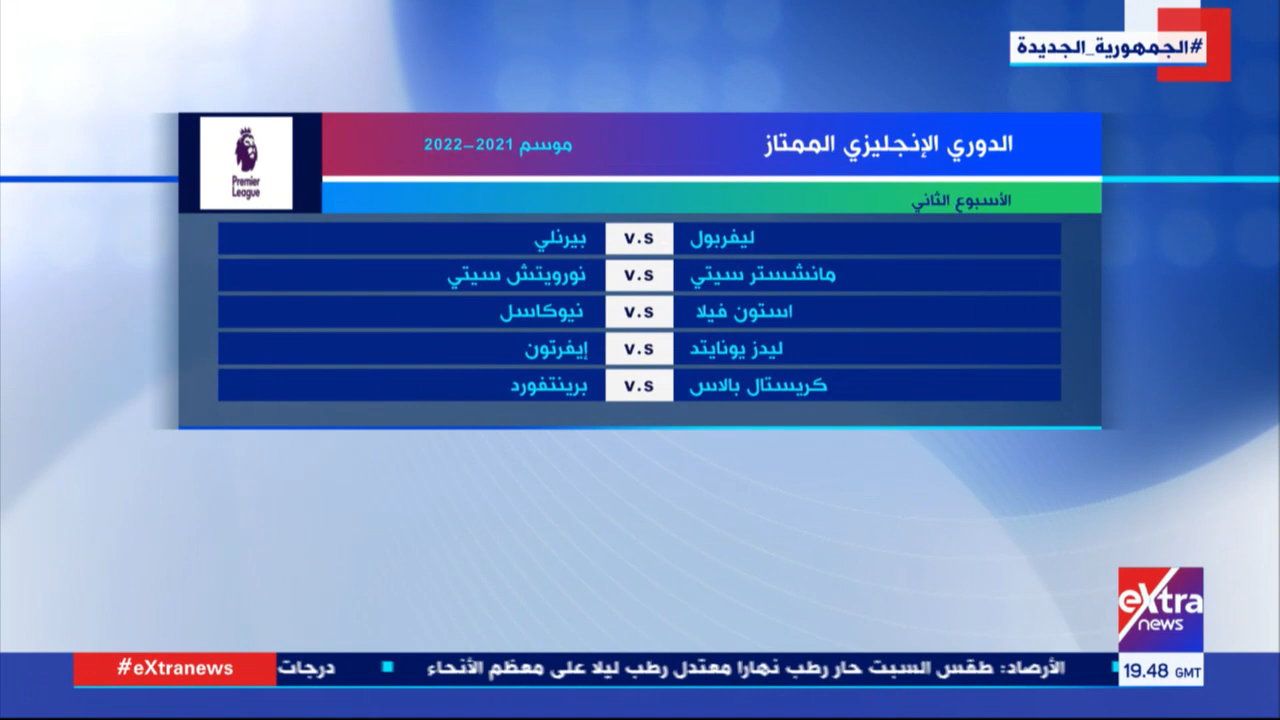 #الجمهورية_الجديدة
الدوري الإنجليزي الممتاز
موسم 2021–2022
Premier
League
الأسبوع الثاني
ليفربول v.s بيرنلي
مانشستر سيتي v.s نورويتش سيتي
استون فيلا v.s نيوكاسل
ليدز يونايتد v.s إيفرتون
كريستال بالاس v.s برينتفورد
eXtra
news
19.48 GMT
الأرصاد: طقس السبت حار رطب نهارا معتدل رطب ليلا على معظم الأنحاء ■ درجات
#eXtranews